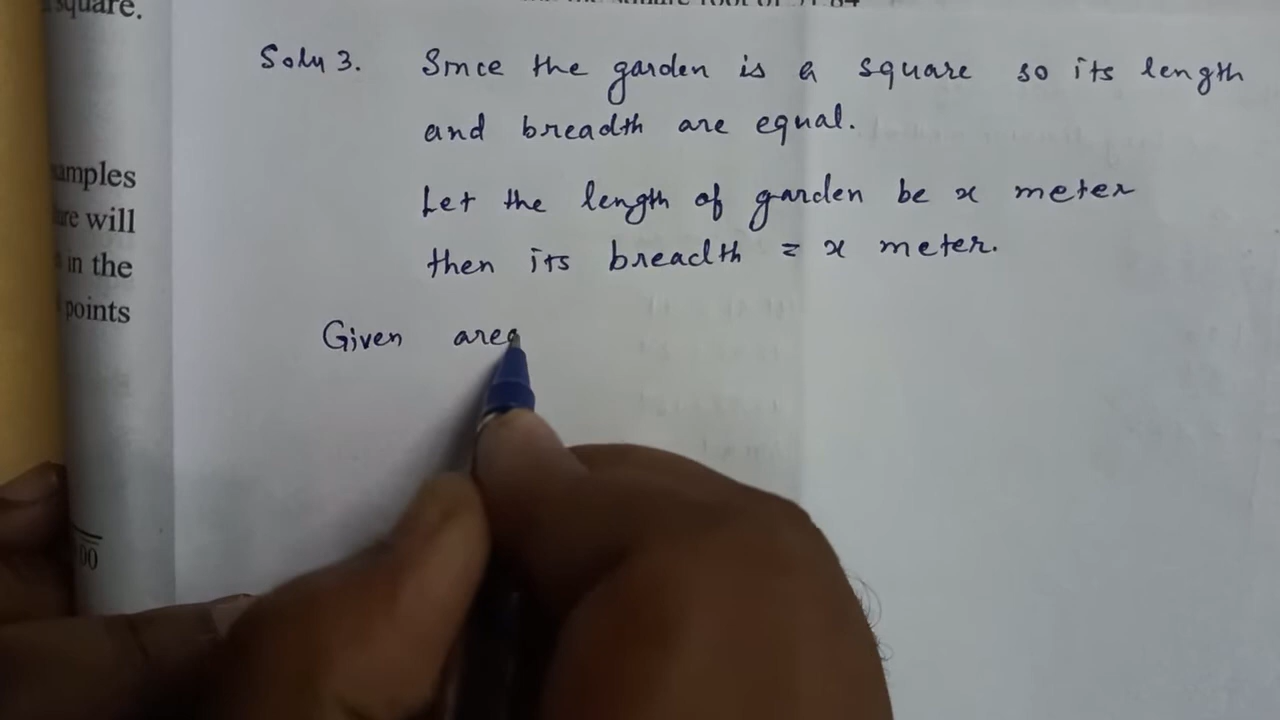 square.
Soln 3. Since the garden is a square so its length
and breadth are equal.
Let the length of garden be x meter
then its breadth = x meter.
Given area
will
in the
points